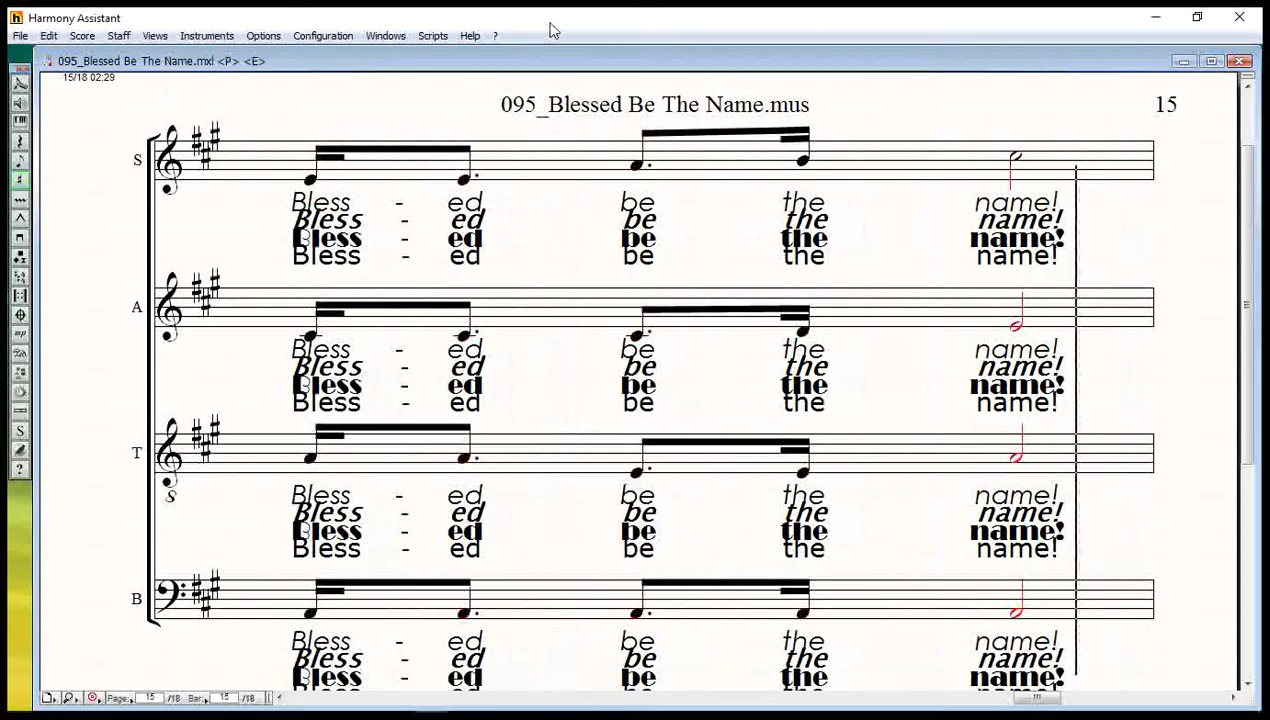 Harmony Assistant
File Edit Score Staff Views Instruments Options Configuration Windows Scripts Help ?
095_Blessed Be The Name.mxl <P> <E>
15/18 02:29
095_Blessed Be The Name.mus 15
S
Bless - ed be the name!
Bless - ed be the name!
Bless - ed be the name!
Bless - ed be the name!
A
Bless - ed be the name!
Bless - ed be the name!
Bless - ed be the name!
Bless - ed be the name!
T
8
Bless - ed be the name!
Bless - ed be the name!
Bless - ed be the name!
Bless - ed be the name!
B
Bless - ed be the name!
Bless - ed be the name!
Bless - ed be the name!
Page: 15 /18 Bar: 15 /18